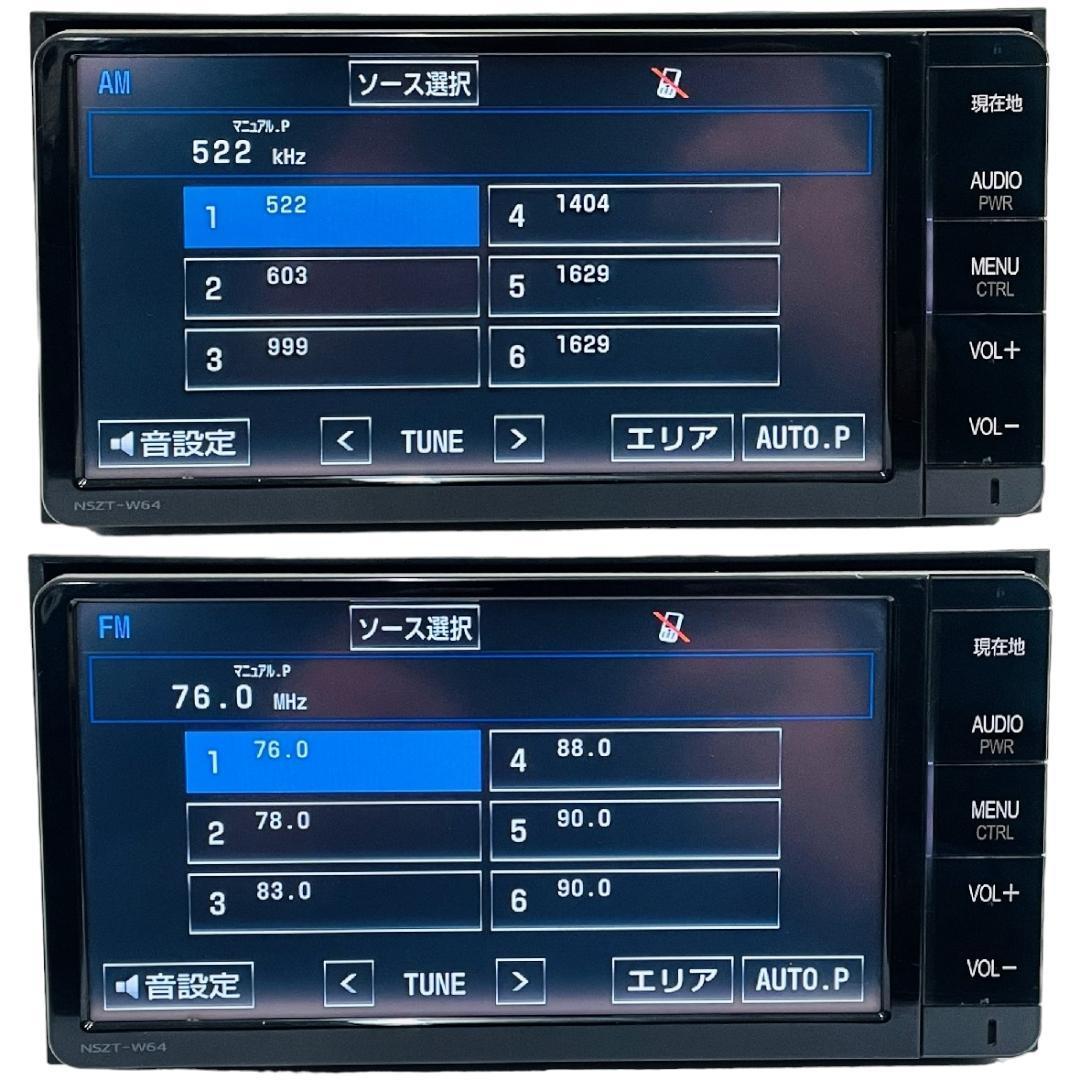 AM ソース選択
現在地
マニュアル.P
522 kHz
AUDIO
PWR
1 522 4 1404
MENU
CTRL
2 603 5 1629
3 999 6 1629
VOL+
音設定 < TUNE > エリア AUTO.P
VOL-
NSZT-W64
FM ソース選択
現在地
マニュアル.P
76.0 MHz
AUDIO
PWR
1 76.0 4 88.0
MENU
CTRL
2 78.0 5 90.0
3 83.0 6 90.0
VOL+
音設定 < TUNE > エリア AUTO.P
VOL-
NSZT-W64